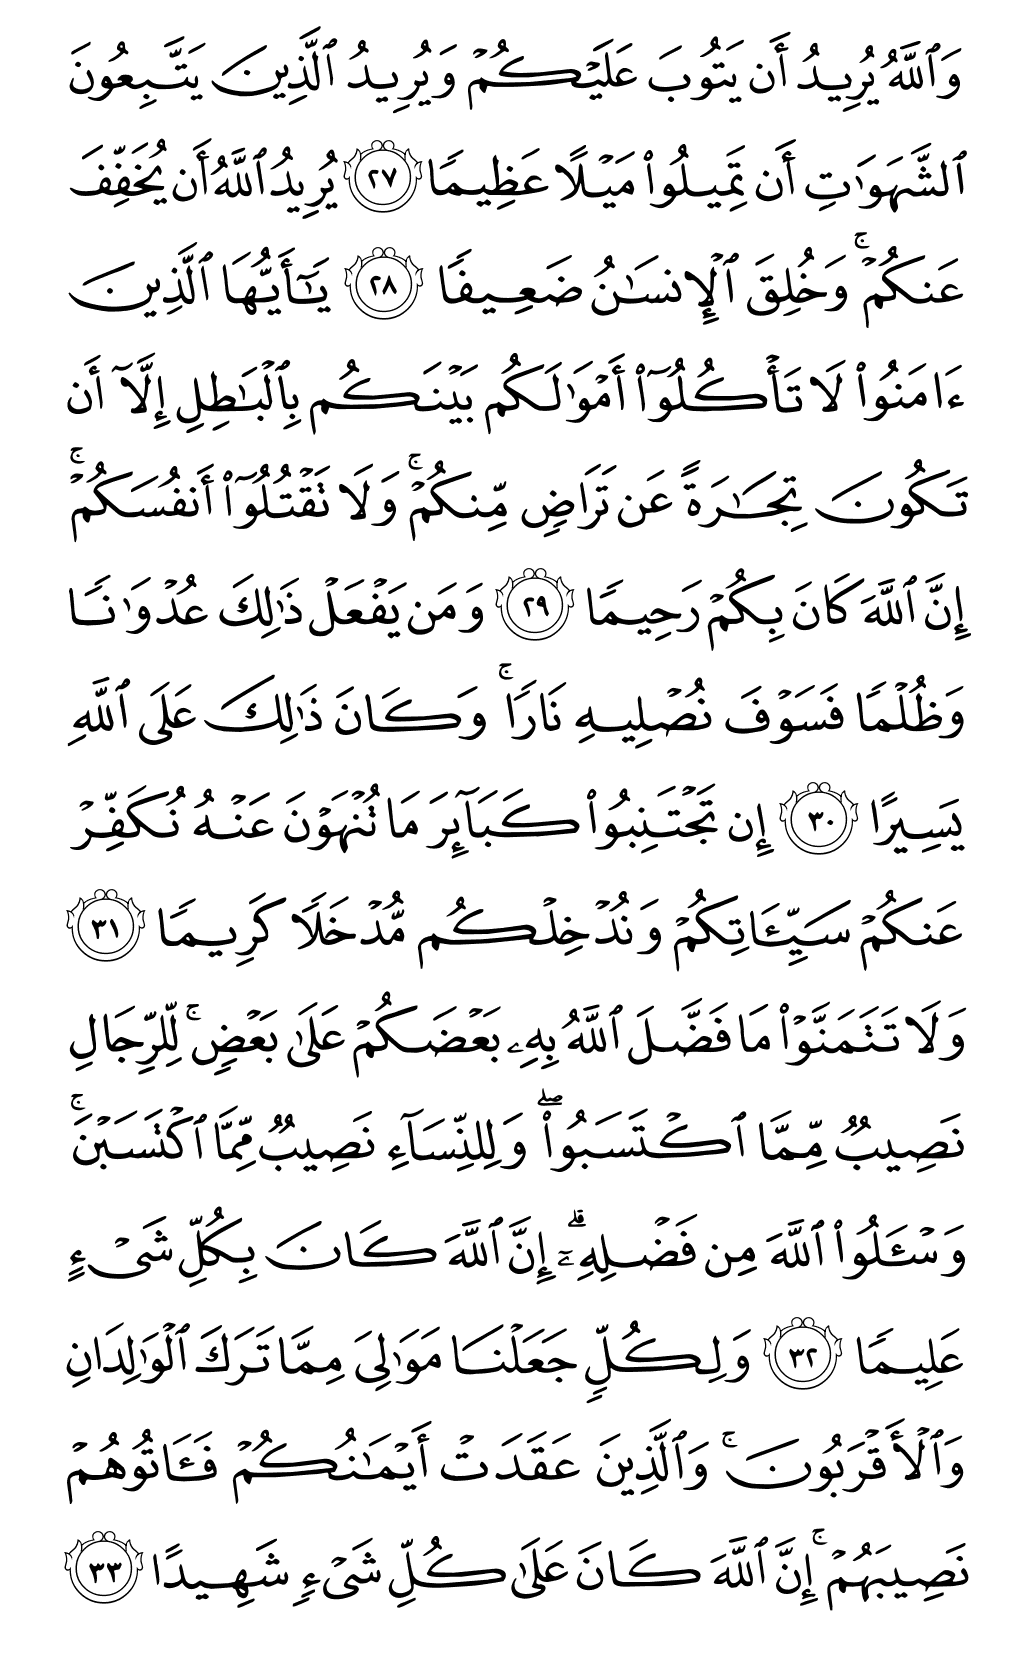 وَٱللَّهُ يُرِيدُ أَن يَتُوبَ عَلَيۡكُمۡ وَيُرِيدُ ٱلَّذِينَ يَتَّبِعُونَ
ٱلشَّهَوَٰتِ أَن تَمِيلُواْ مَيۡلًا عَظِيمٗا ٢٧ يُرِيدُ ٱللَّهُ أَن يُخَفِّفَ
عَنكُمۡۚ وَخُلِقَ ٱلۡإِنسَٰنُ ضَعِيفٗا ٢٨ يَٰٓأَيُّهَا ٱلَّذِينَ
ءَامَنُواْ لَا تَأۡكُلُوٓاْ أَمۡوَٰلَكُم بَيۡنَكُم بِٱلۡبَٰطِلِ إِلَّآ أَن
تَكُونَ تِجَٰرَةً عَن تَرَاضٖ مِّنكُمۡۚ وَلَا تَقۡتُلُوٓاْ أَنفُسَكُمۡۚ
إِنَّ ٱللَّهَ كَانَ بِكُمۡ رَحِيمٗا ٢٩ وَمَن يَفۡعَلۡ ذَٰلِكَ عُدۡوَٰنٗا
وَظُلۡمٗا فَسَوۡفَ نُصۡلِيهِ نَارٗاۚ وَكَانَ ذَٰلِكَ عَلَى ٱللَّهِ
يَسِيرًا ٣٠ إِن تَجۡتَنِبُواْ كَبَآئِرَ مَا تُنۡهَوۡنَ عَنۡهُ نُكَفِّرۡ
عَنكُمۡ سَيِّـَٔاتِكُمۡ وَنُدۡخِلۡكُم مُّدۡخَلٗا كَرِيمٗا ٣١
وَلَا تَتَمَنَّوۡاْ مَا فَضَّلَ ٱللَّهُ بِهِۦ بَعۡضَكُمۡ عَلَىٰ بَعۡضٖۚ لِّلرِّجَالِ
نَصِيبٞ مِّمَّا ٱكۡتَسَبُواْۖ وَلِلنِّسَآءِ نَصِيبٞ مِّمَّا ٱكۡتَسَبۡنَۚ
وَسۡـَٔلُواْ ٱللَّهَ مِن فَضۡلِهِۦٓۗ إِنَّ ٱللَّهَ كَانَ بِكُلِّ شَيۡءٍ
عَلِيمٗا ٣٢ وَلِكُلّٖ جَعَلۡنَا مَوَٰلِيَ مِمَّا تَرَكَ ٱلۡوَٰلِدَانِ
وَٱلۡأَقۡرَبُونَۚ وَٱلَّذِينَ عَقَدَتۡ أَيۡمَٰنُكُمۡ فَـَٔاتُوهُمۡ
نَصِيبَهُمۡۚ إِنَّ ٱللَّهَ كَانَ عَلَىٰ كُلِّ شَيۡءٖ شَهِيدًا ٣٣